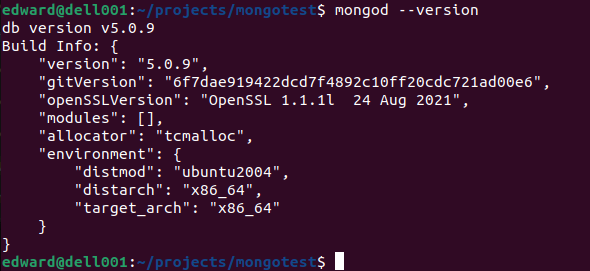 edward@dell001:~/projects/mongotest$ mongod --version
db version v5.0.9
Build Info: {
    "version": "5.0.9",
    "gitVersion": "6f7dae919422dcd7f4892c10ff20cdc721ad00e6",
    "openSSLVersion": "OpenSSL 1.1.1l  24 Aug 2021",
    "modules": [],
    "allocator": "tcmalloc",
    "environment": {
        "distmod": "ubuntu2004",
        "distarch": "x86_64",
        "target_arch": "x86_64"
    }
}
edward@dell001:~/projects/mongotest$